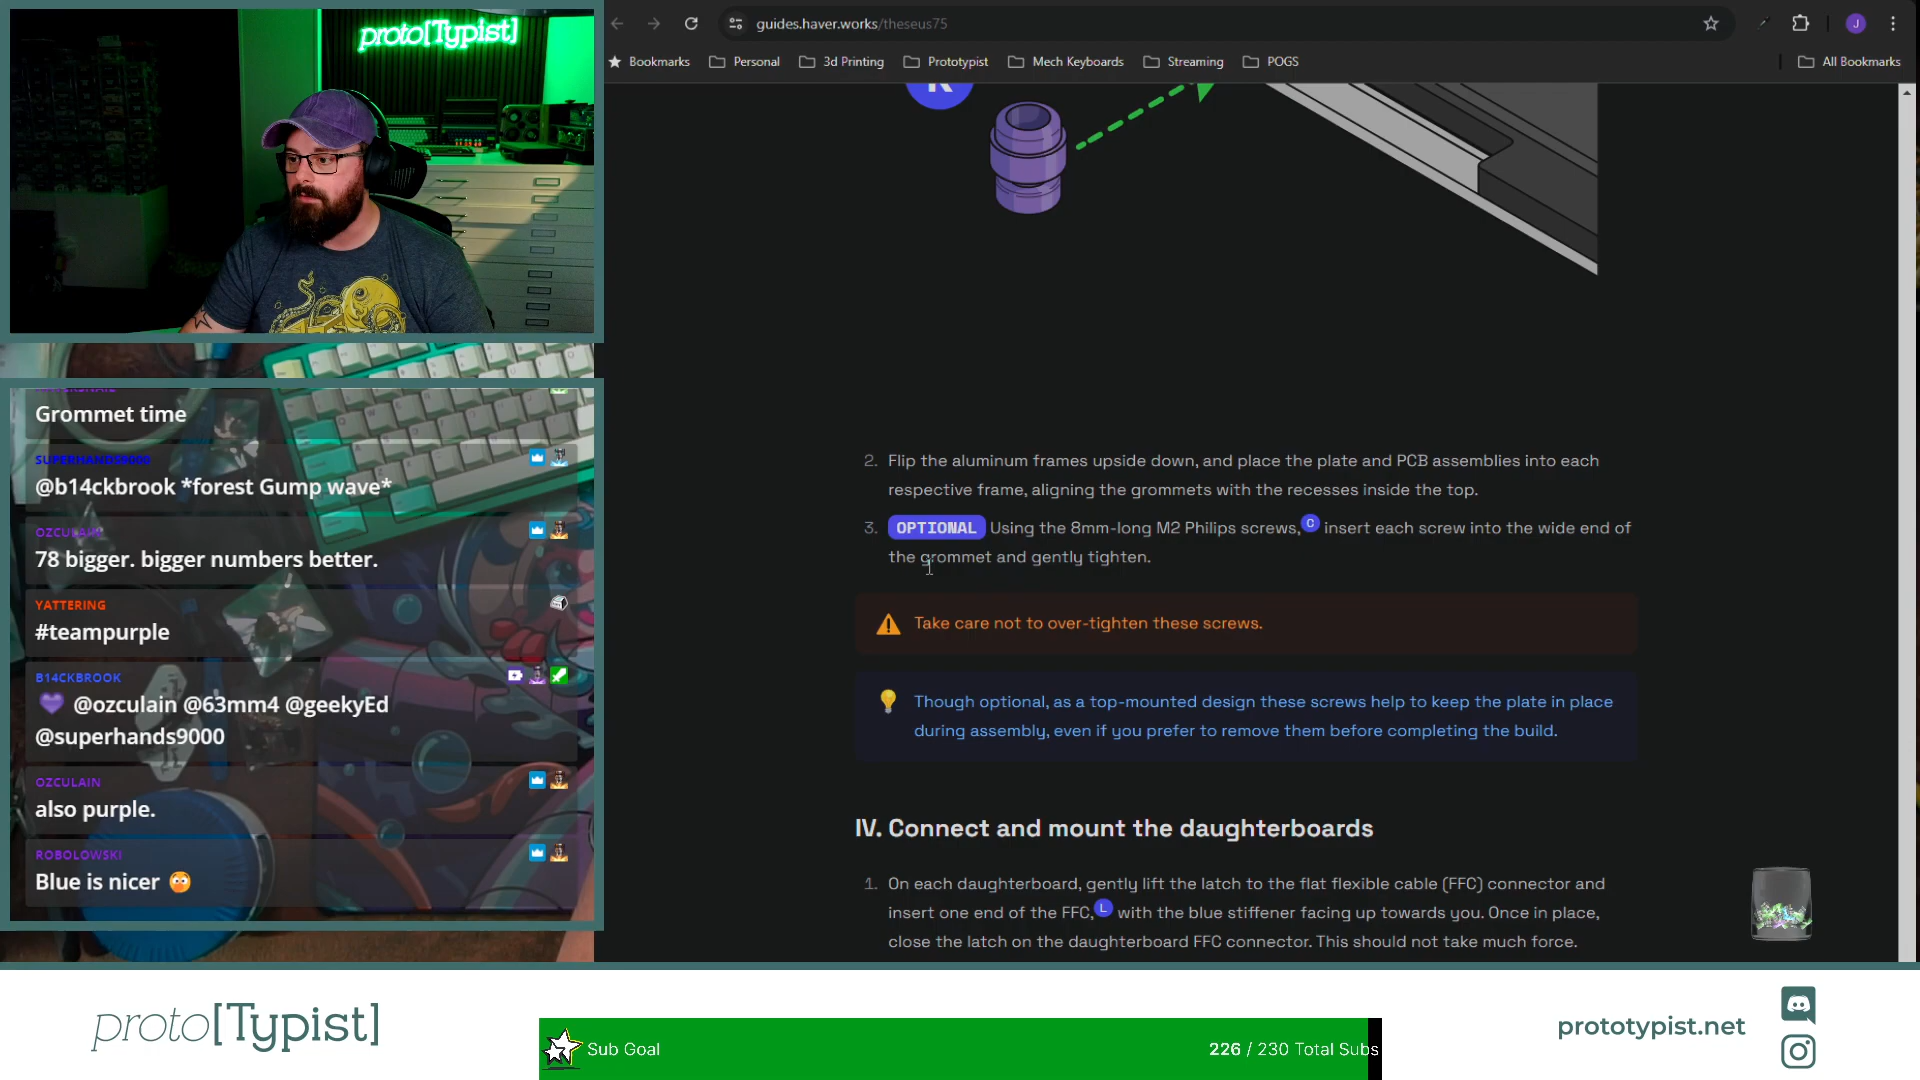 proto[Typist]
guides.haver.works/theseus75
J
Bookmarks
Personal
3d Printing
Prototypist
Mech Keyboards
Streaming
POGS
All Bookmarks
Grommet time
SUPERHANDS9000
@b14ckbrook *forest Gump wave*
OZCULAIN
78 bigger. bigger numbers better.
YATTERING
#teampurple
B14CKBROOK
@ozculain @63mm4 @geekyEd
@superhands9000
OZCULAIN
also purple.
ROBOLOWSKI
Blue is nicer
2. Flip the aluminum frames upside down, and place the plate and PCB assemblies into each
respective frame, aligning the grommets with the recesses inside the top.
3. OPTIONAL Using the 8mm-long M2 Philips screws, C insert each screw into the wide end of
the grommet and gently tighten.
Take care not to over-tighten these screws.
Though optional, as a top-mounted design these screws help to keep the plate in place
during assembly, even if you prefer to remove them before completing the build.
IV. Connect and mount the daughterboards
1. On each daughterboard, gently lift the latch to the flat flexible cable (FFC) connector and
insert one end of the FFC, L with the blue stiffener facing up towards you. Once in place,
close the latch on the daughterboard FFC connector. This should not take much force.
proto[Typist]
Sub Goal
226 / 230 Total Subs
prototypist.net